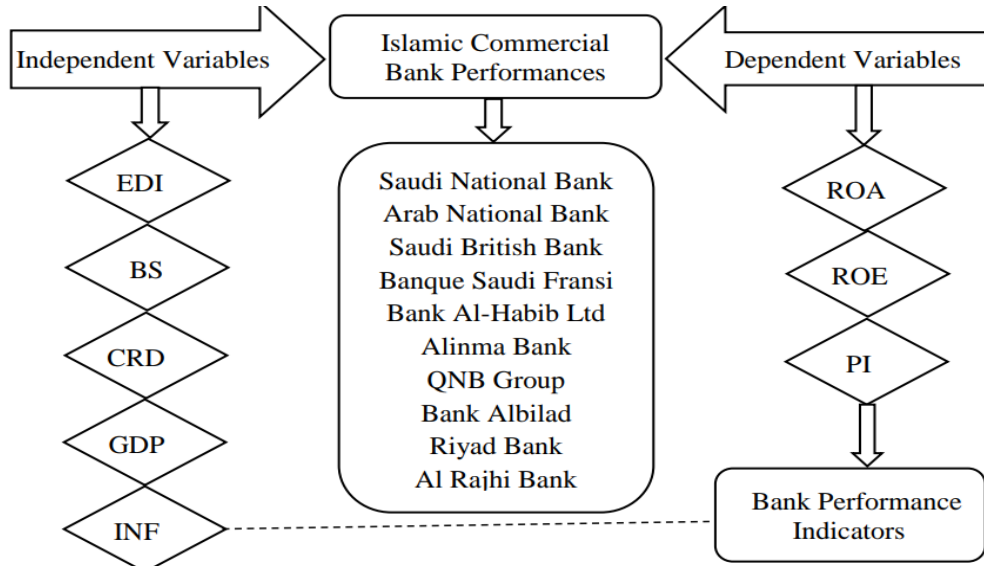 Independent Variables
Islamic Commercial
Bank Performances
Dependent Variables
EDI
BS
CRD
GDP
INF
Saudi National Bank
Arab National Bank
Saudi British Bank
Banque Saudi Fransi
Bank Al-Habib Ltd
Alinma Bank
QNB Group
Bank Albilad
Riyad Bank
Al Rajhi Bank
ROA
ROE
PI
Bank Performance
Indicators